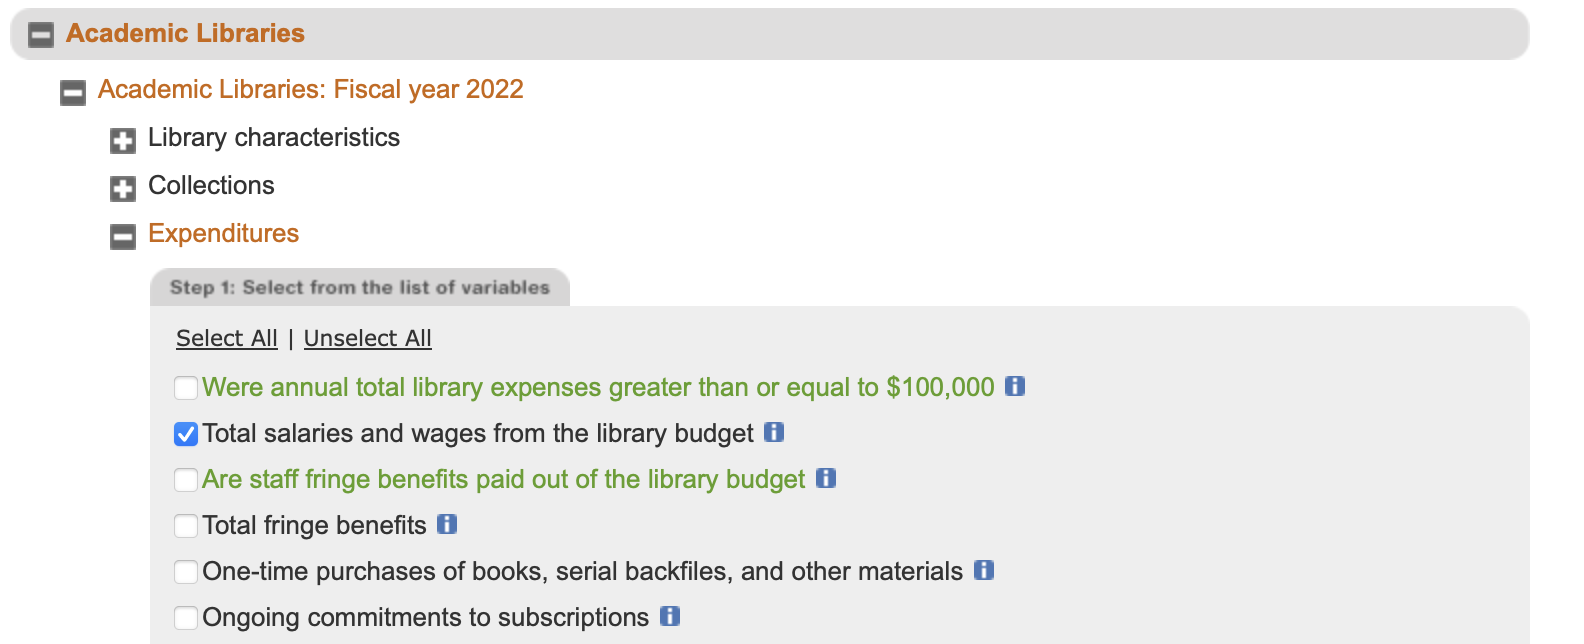 Academic Libraries
Academic Libraries: Fiscal year 2022
Library characteristics
Collections
Expenditures
Step 1: Select from the list of variables
Select All | Unselect All
Were annual total library expenses greater than or equal to $100,000
Total salaries and wages from the library budget
Are staff fringe benefits paid out of the library budget
Total fringe benefits
One-time purchases of books, serial backfiles, and other materials
Ongoing commitments to subscriptions